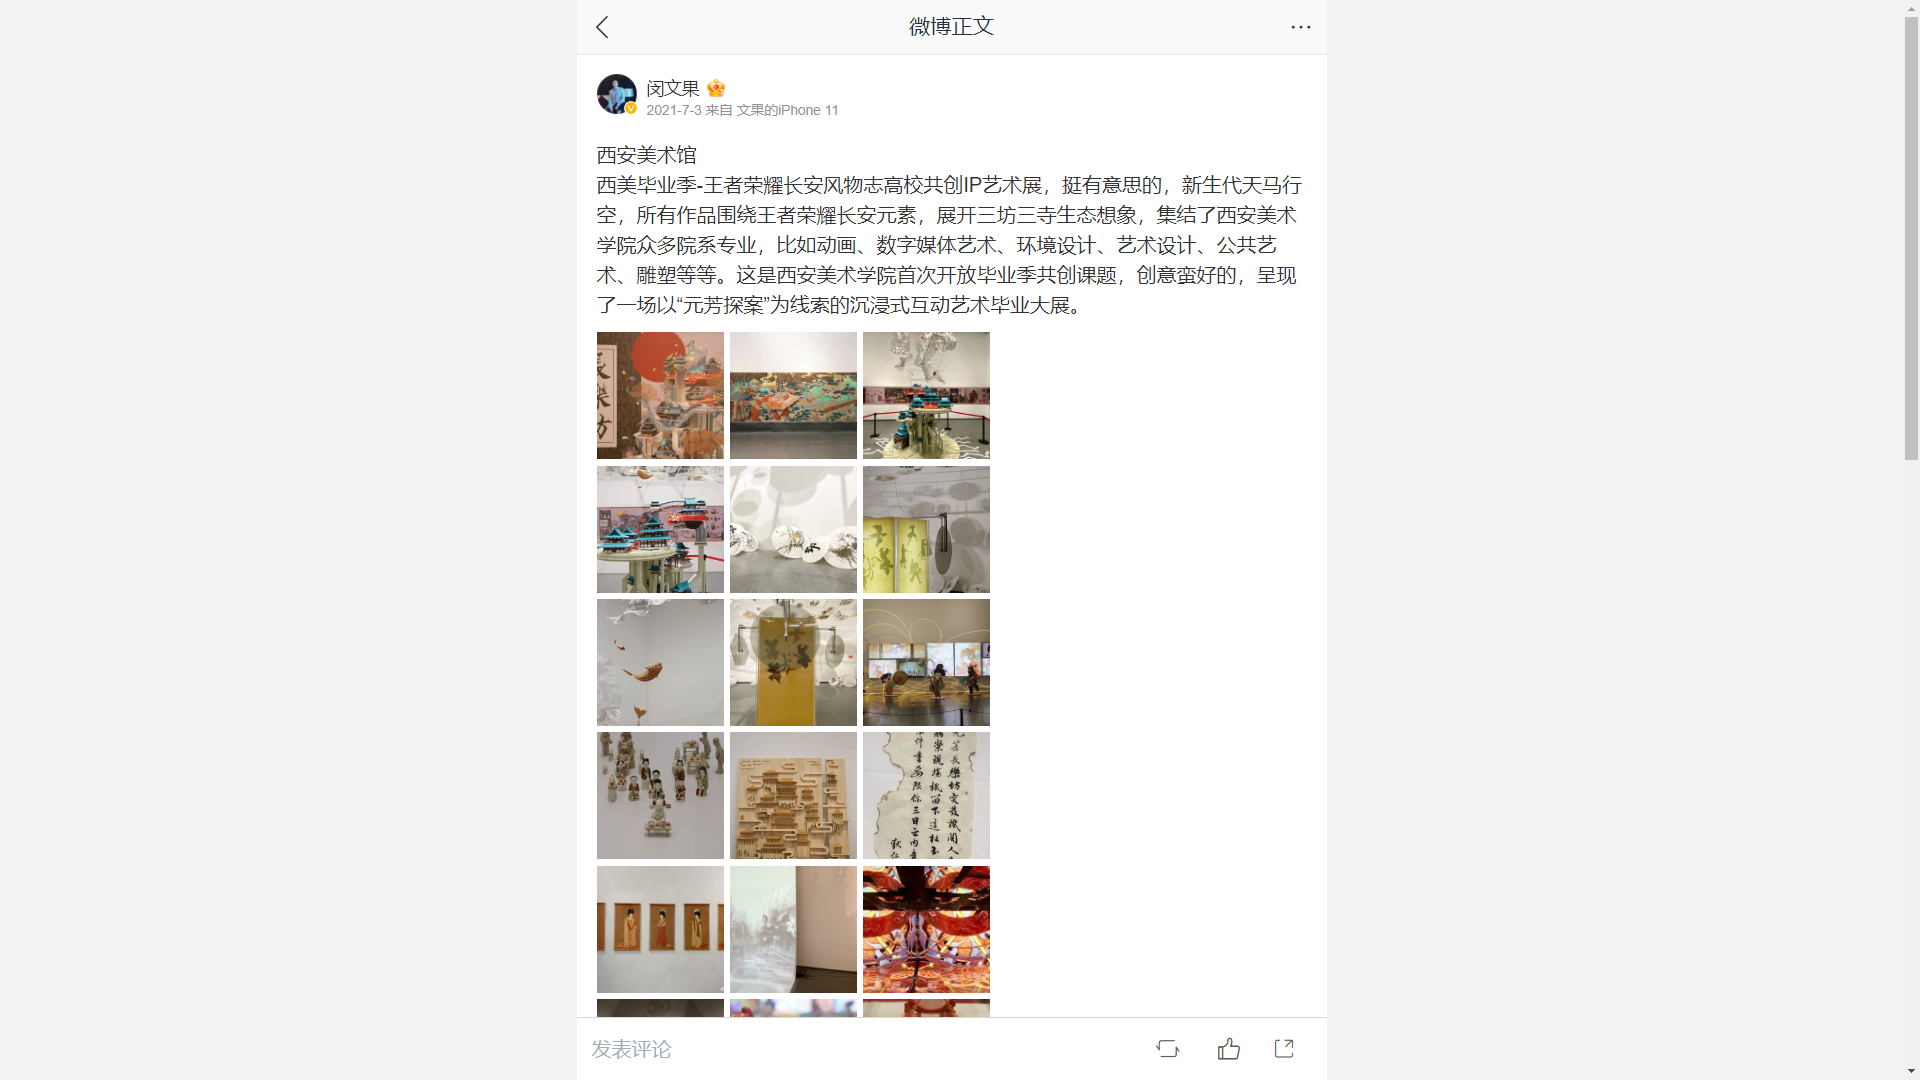 微博正文
闵文果
2021-7-3 来自 文果的iPhone 11
西安美术馆
西美毕业季-王者荣耀长安风物志高校共创IP艺术展，挺有意思的，新生代天马行
空，所有作品围绕王者荣耀长安元素，展开三坊三寺生态想象，集结了西安美术
学院众多院系专业，比如动画、数字媒体艺术、环境设计、艺术设计、公共艺
术、雕塑等等。这是西安美术学院首次开放毕业季共创课题，创意蛮好的，呈现
了一场以“元芳探案”为线索的沉浸式互动艺术毕业大展。
長樂坊
发表评论